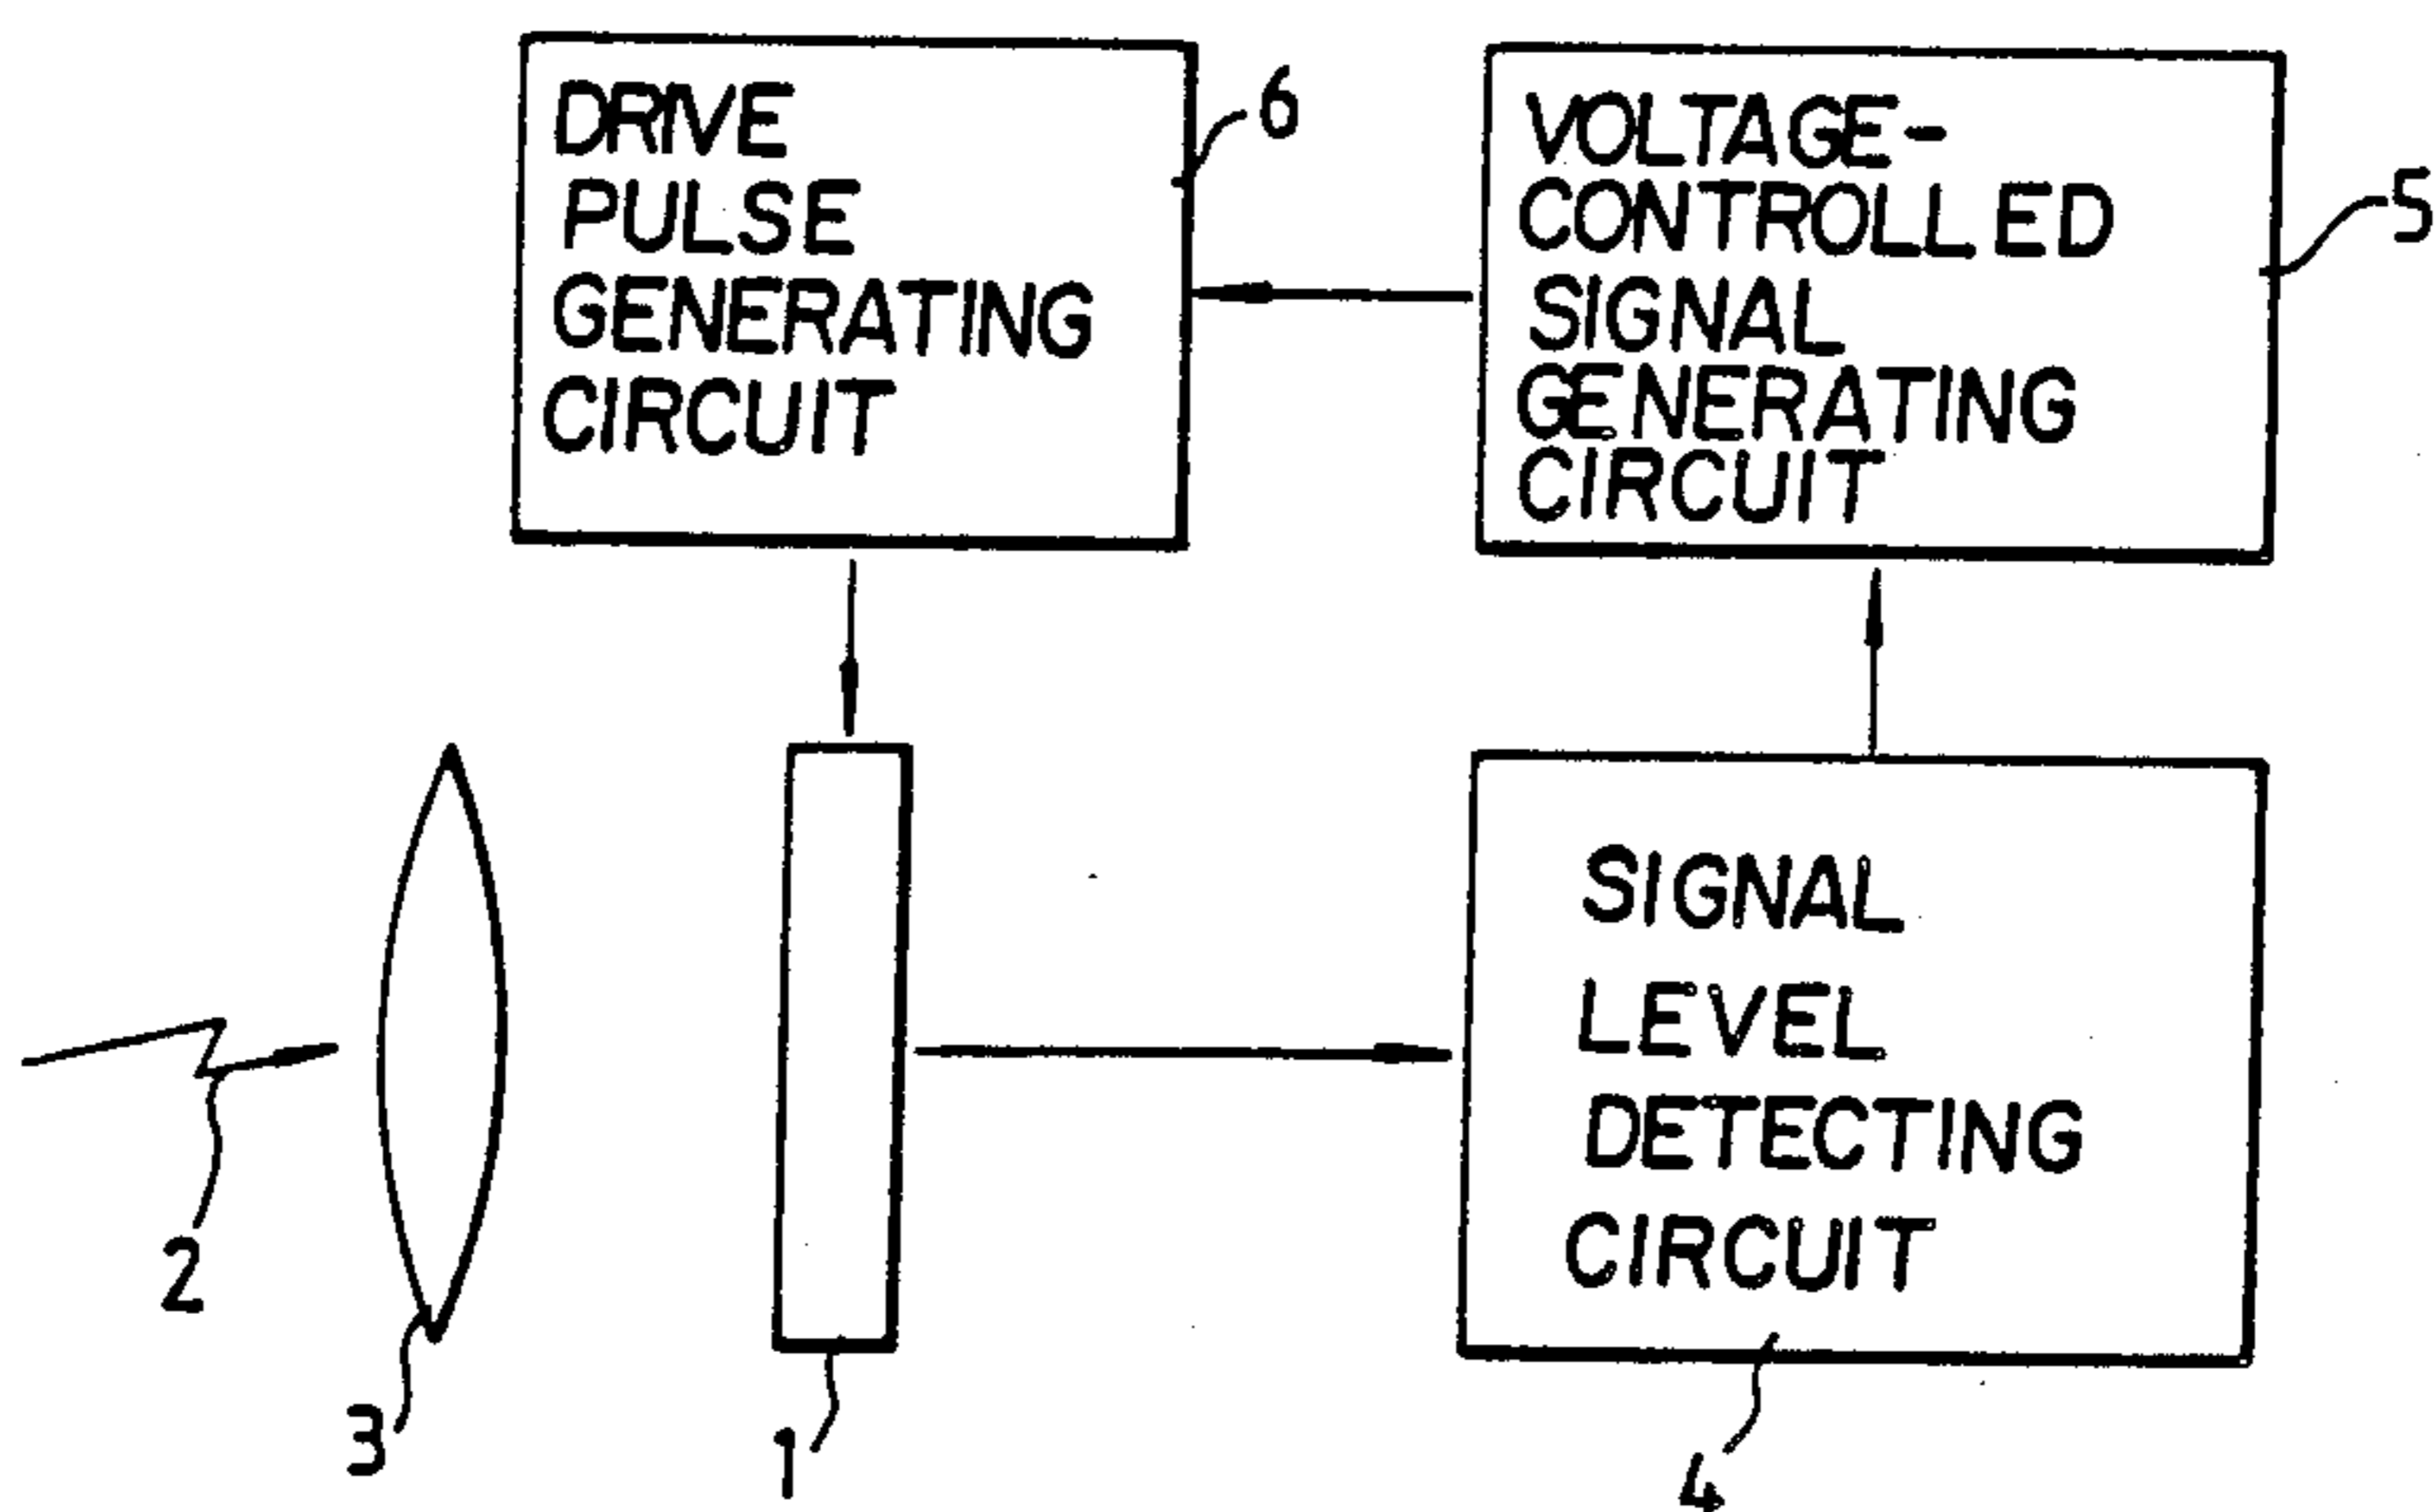 DRIVE
PULSE
GENERATING
CIRCUIT
6
VOLTAGE-
CONTROLLED
SIGNAL
GENERATING
CIRCUIT
5
SIGNAL
LEVEL
DETECTING
CIRCUIT
2
3
1
4